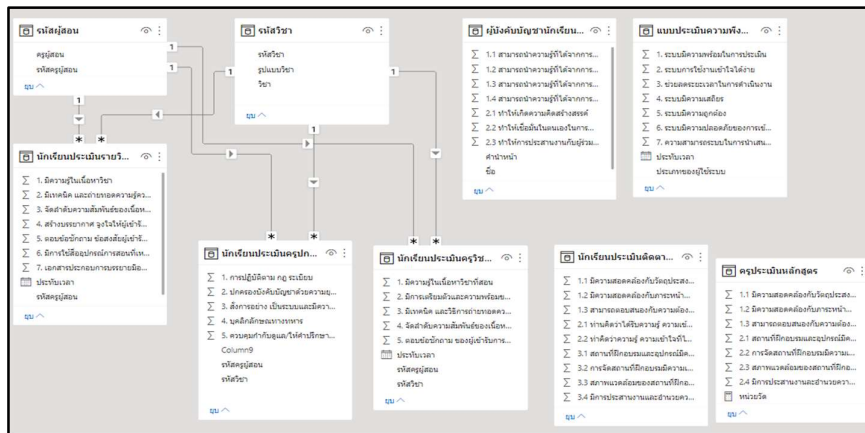 รหัสผู้สอน
ครูผู้สอน
รหัสครูผู้สอน
ยุบ
รหัสวิชา
รหัสวิชา
รูปแบบวิชา
วิชา
ยุบ
ผู้บังคับบัญชานักเรียน...
1.1 สามารถนำความรู้ที่ได้จากการ...
1.2 สามารถนำความรู้ที่ได้จากการ...
1.3 สามารถนำความรู้ที่ได้จากการ...
1.4 สามารถนำความรู้ที่ได้จากการ...
2.1 ทำให้เกิดความคิดสร้างสรรค์
2.2 ทำให้เชื่อมั่นในตนเองในการ...
2.3 ทำให้การประสานงานกับผู้ร่วม...
คำนำหน้า
ชื่อ
ยุบ
แบบประเมินความพึง...
1. ระบบมีความพร้อมในการประเมิน
2. ระบบการใช้งานเข้าใจได้ง่าย
3. ช่วยลดระยะเวลาในการดำเนินงาน
4. ระบบมีความเสถียร
5. ระบบมีความถูกต้อง
6. ระบบมีความปลอดภัยของการเข้...
7. ความสามารถระบบในการนำเสน...
ประทับเวลา
ประเภทของผู้ใช้ระบบ
ยุบ
1
1
1
1
1
1
*
*
*
*
*
*
นักเรียนประเมินรายวิ...
1. มีความรู้ในเนื้อหาวิชา
2. มีเทคนิค และถ่ายทอดความรู้คว...
3. จัดลำดับความสัมพันธ์ของเนื้อห...
4. สร้างบรรยากาศ จูงใจให้ผู้เข้ารั...
5. ตอบข้อซักถาม ข้อสงสัยผู้เข้ารั...
6. มีการใช้สื่ออุปกรณ์การสอนที่เห...
7. เอกสารประกอบการบรรยายมีอ...
ประทับเวลา
รหัสครูผู้สอน
ยุบ
นักเรียนประเมินครูปก...
1. การปฏิบัติตาม กฎ ระเบียบ
2. ปกครองบังคับบัญชาด้วยความยุ...
3. สั่งการอย่าง เป็นระบบและมีควา...
4. บุคลิกลักษณะทางทหาร
5. ควบคุมกำกับดูแล/ให้คำปรึกษา...
Column9
รหัสครูผู้สอน
รหัสวิชา
ยุบ
นักเรียนประเมินครูวิช...
1. มีความรู้ในเนื้อหาวิชาที่สอน
2. มีการเตรียมตัวและความพร้อมข...
3. มีเทคนิค และวิธีการถ่ายทอดคว...
4. จัดลำดับความสัมพันธ์ของเนื้อห...
5. ตอบข้อซักถาม ของผู้เข้ารับการ...
ประทับเวลา
รหัสครูผู้สอน
รหัสวิชา
ยุบ
นักเรียนประเมินติดตา...
1.1 มีความสอดคล้องกับวัตถุประสง...
1.2 มีความสอดคล้องกับภาระหน้า...
1.3 สามารถตอบสนองความต้อง...
2.1 ท่านคิดว่าได้รับความรู้ ความเข้...
2.2 ท่านคิดว่าความรู้ ความเข้าใจที่ไ...
3.1 สถานที่ฝึกอบรมและอุปกรณ์มีค...
3.2 การจัดสถานที่ฝึกอบรมมีความเ...
3.3 สภาพแวดล้อมของสถานที่ฝึก...
3.4 มีการประสานงานและอำนวยคว...
ยุบ
ครูประเมินหลักสูตร
1.1 มีความสอดคล้องกับวัตถุประสง...
1.2 มีความสอดคล้องกับภาระหน้า...
1.3 สามารถตอบสนองกับความต้อง...
2.1 สถานที่ฝึกอบรมและอุปกรณ์มีค...
2.2 การจัดสถานที่ฝึกอบรมมีความ...
2.3 สภาพแวดล้อมของสถานที่ฝึกอ...
2.4 มีการประสานงานและอำนวยควา...
หน่วยวัด
ยุบ